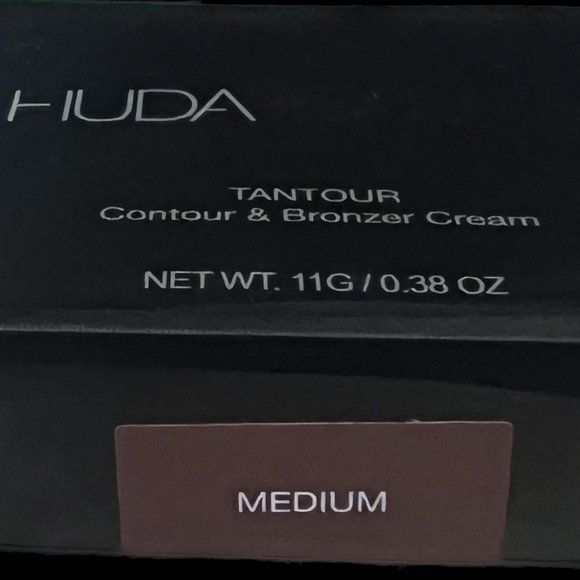 HUDA
TANTOUR
Contour & Bronzer Cream
NET WT. 11G / 0.38 OZ
MEDIUM